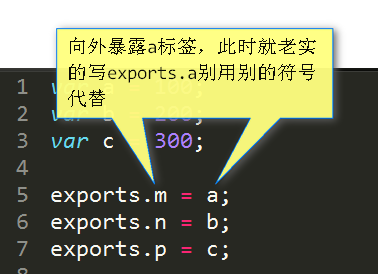 向外暴露a标签，此时就老实
的写exports.a别用别的符号
代替
1
2
3 var c 300;
4
5 exports.m = a;
6 exports.n = b;
7 exports.p = c;